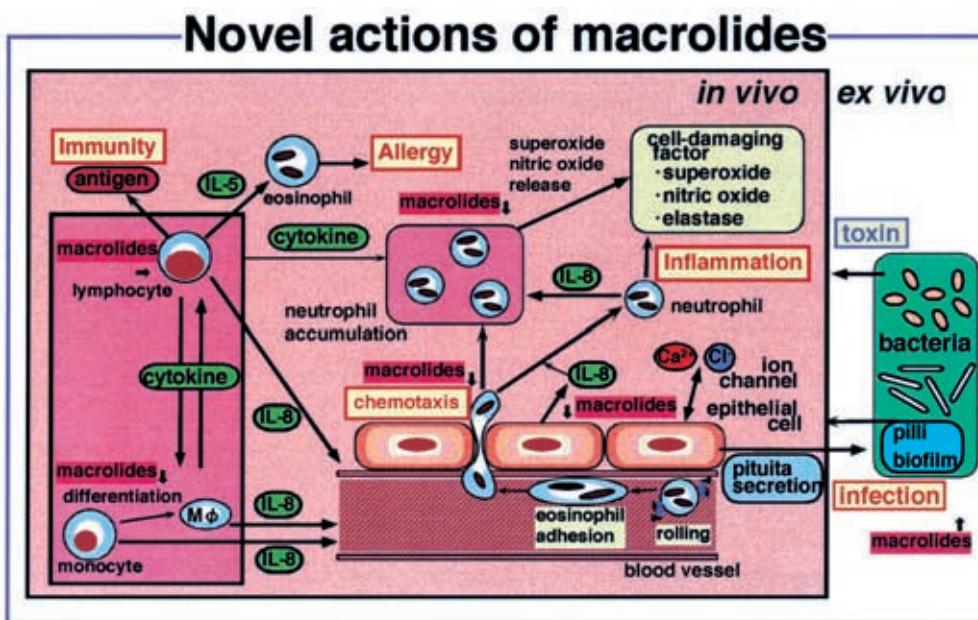 Novel actions of macrolides
in vivo
ex vivo
Immunity
antigen
IL-5
eosinophil
Allergy
superoxide
nitric oxide
release
macrolides
cell-damaging
factor
·superoxide
·nitric oxide
·elastase
macrolides
lymphocyte
cytokine
neutrophil
accumulation
IL-8
Inflammation
neutrophil
toxin
bacteria
cytokine
IL-8
macrolides
chemotaxis
IL-8
macrolides
Ca2+
Cl-
ion
channel
epithelial
cell
pilli
biofilm
macrolides
differentiation
Mϕ
monocyte
IL-8
IL-8
eosinophil
adhesion
rolling
pituita
secretion
infection
macrolides
blood vessel